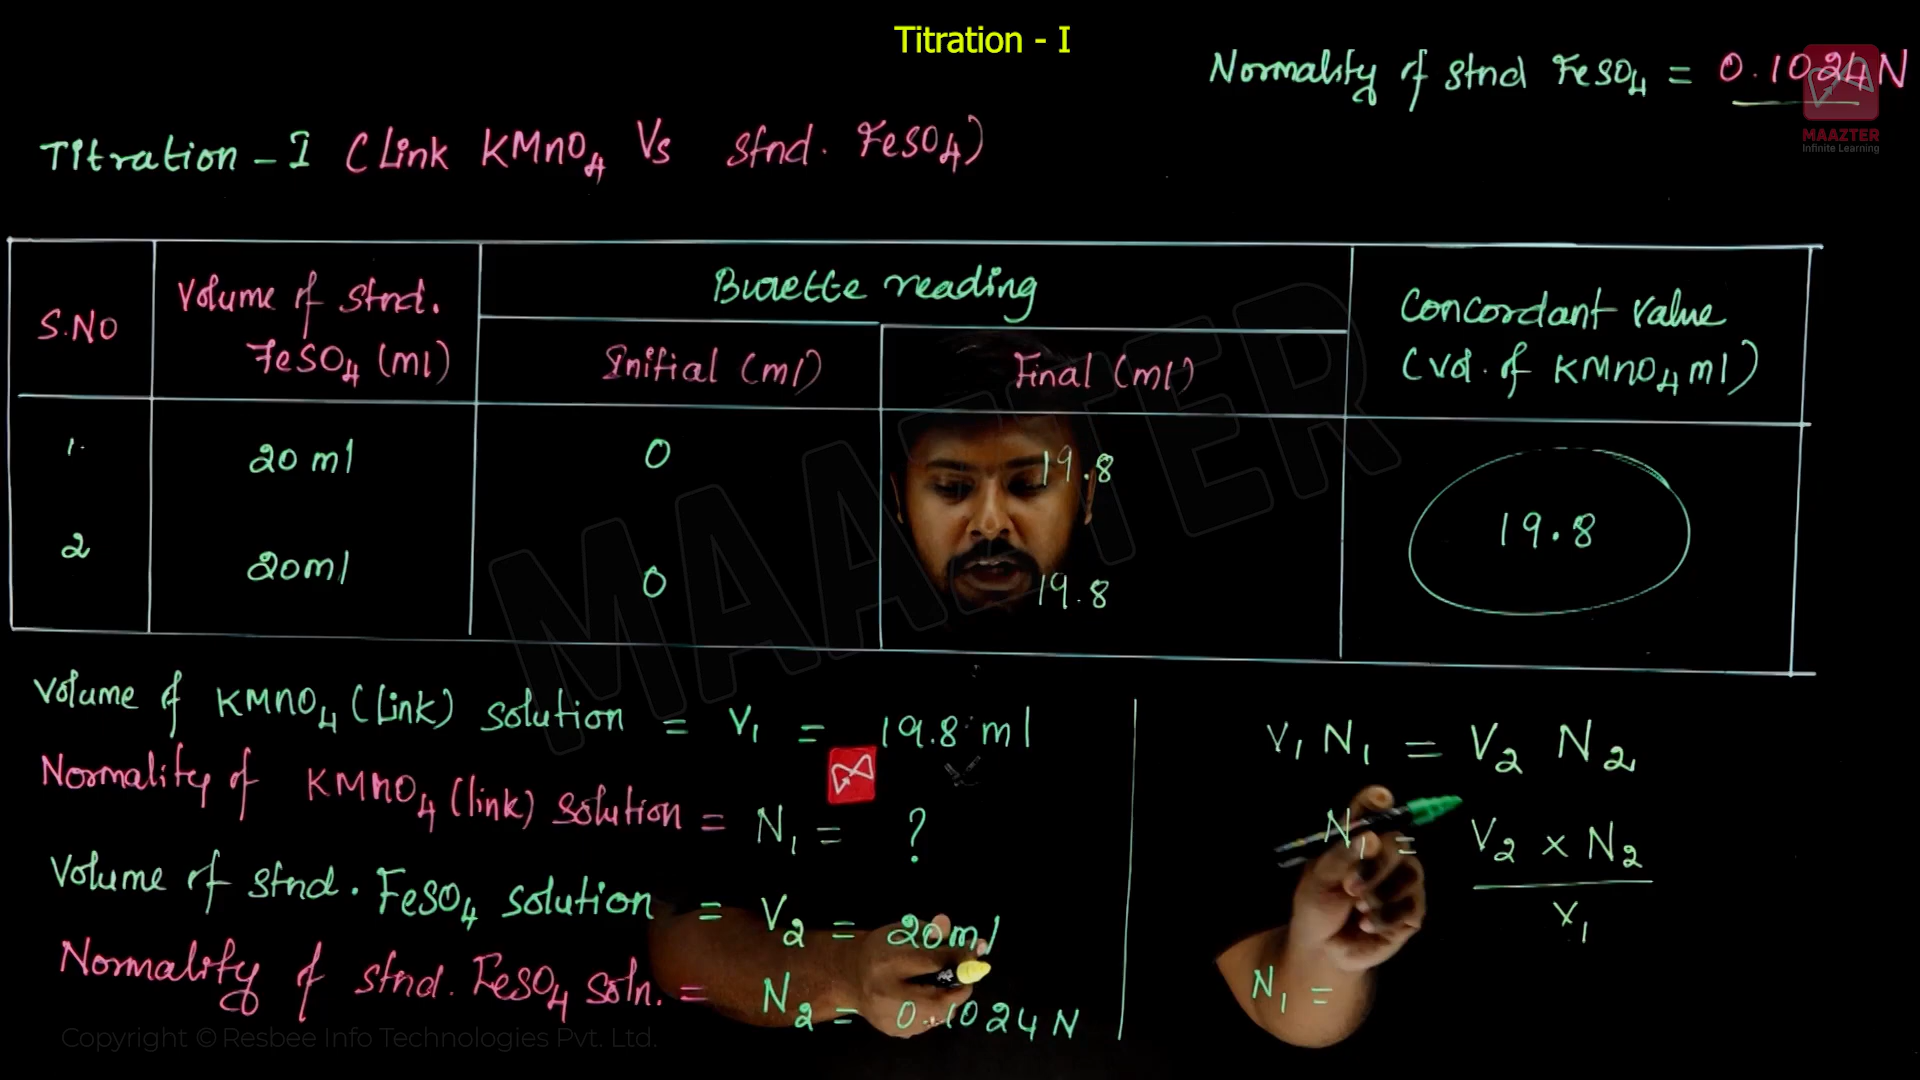 Titration - I
Normality of stnd FeSO4 = 0.1024 N
MAAZTER
Infinite Learning
Titration - I (Link KMnO4 Vs stnd. FeSO4)
S.NO
Volume of stnd.
FeSO4 (ml)
Burette reading
Initial (ml)
Final (ml)
Concordant value
(vol. of KMnO4 ml)
1. 20 ml 0 19.8
19.8
2 20ml 0 19.8
MAAZTER
Volume of KMnO4 (Link) solution = V1 = 19.8 ml
Normality of KMnO4 (link) solution = N1 = ?
Volume of stnd. FeSO4 solution = V2 = 20ml
Normality of stnd. FeSO4 soln. = N2 = 0.1024 N
V1 N1 = V2 N2
N1 = V2 x N2
V1
N1 =
Copyright © Resbee Info Technologies Pvt. Ltd.